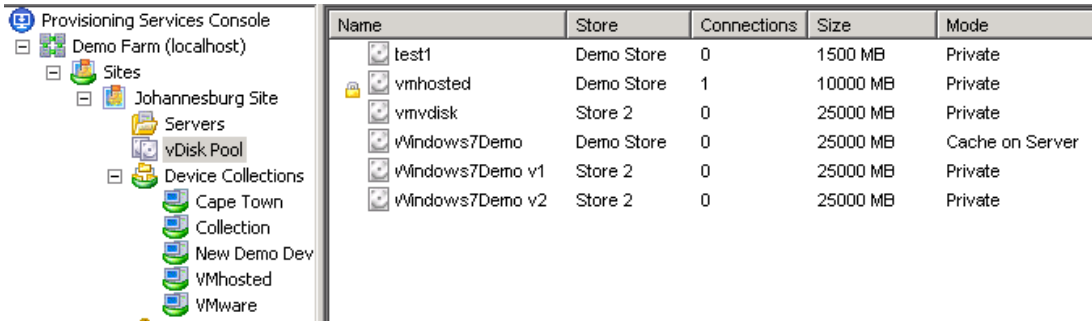 Provisioning Services Console
Demo Farm (localhost)
Sites
Johannesburg Site
Servers
vDisk Pool
Device Collections
Cape Town
Collection
New Demo Dev
VMhosted
VMware
Name Store Connections Size Mode
test1 Demo Store 0 1500 MB Private
vmhosted Demo Store 1 10000 MB Private
vmvdisk Store 2 0 25000 MB Private
Windows7Demo Demo Store 0 25000 MB Cache on Server
Windows7Demo v1 Store 2 0 25000 MB Private
Windows7Demo v2 Store 2 0 25000 MB Private